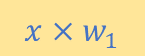 x × w₁